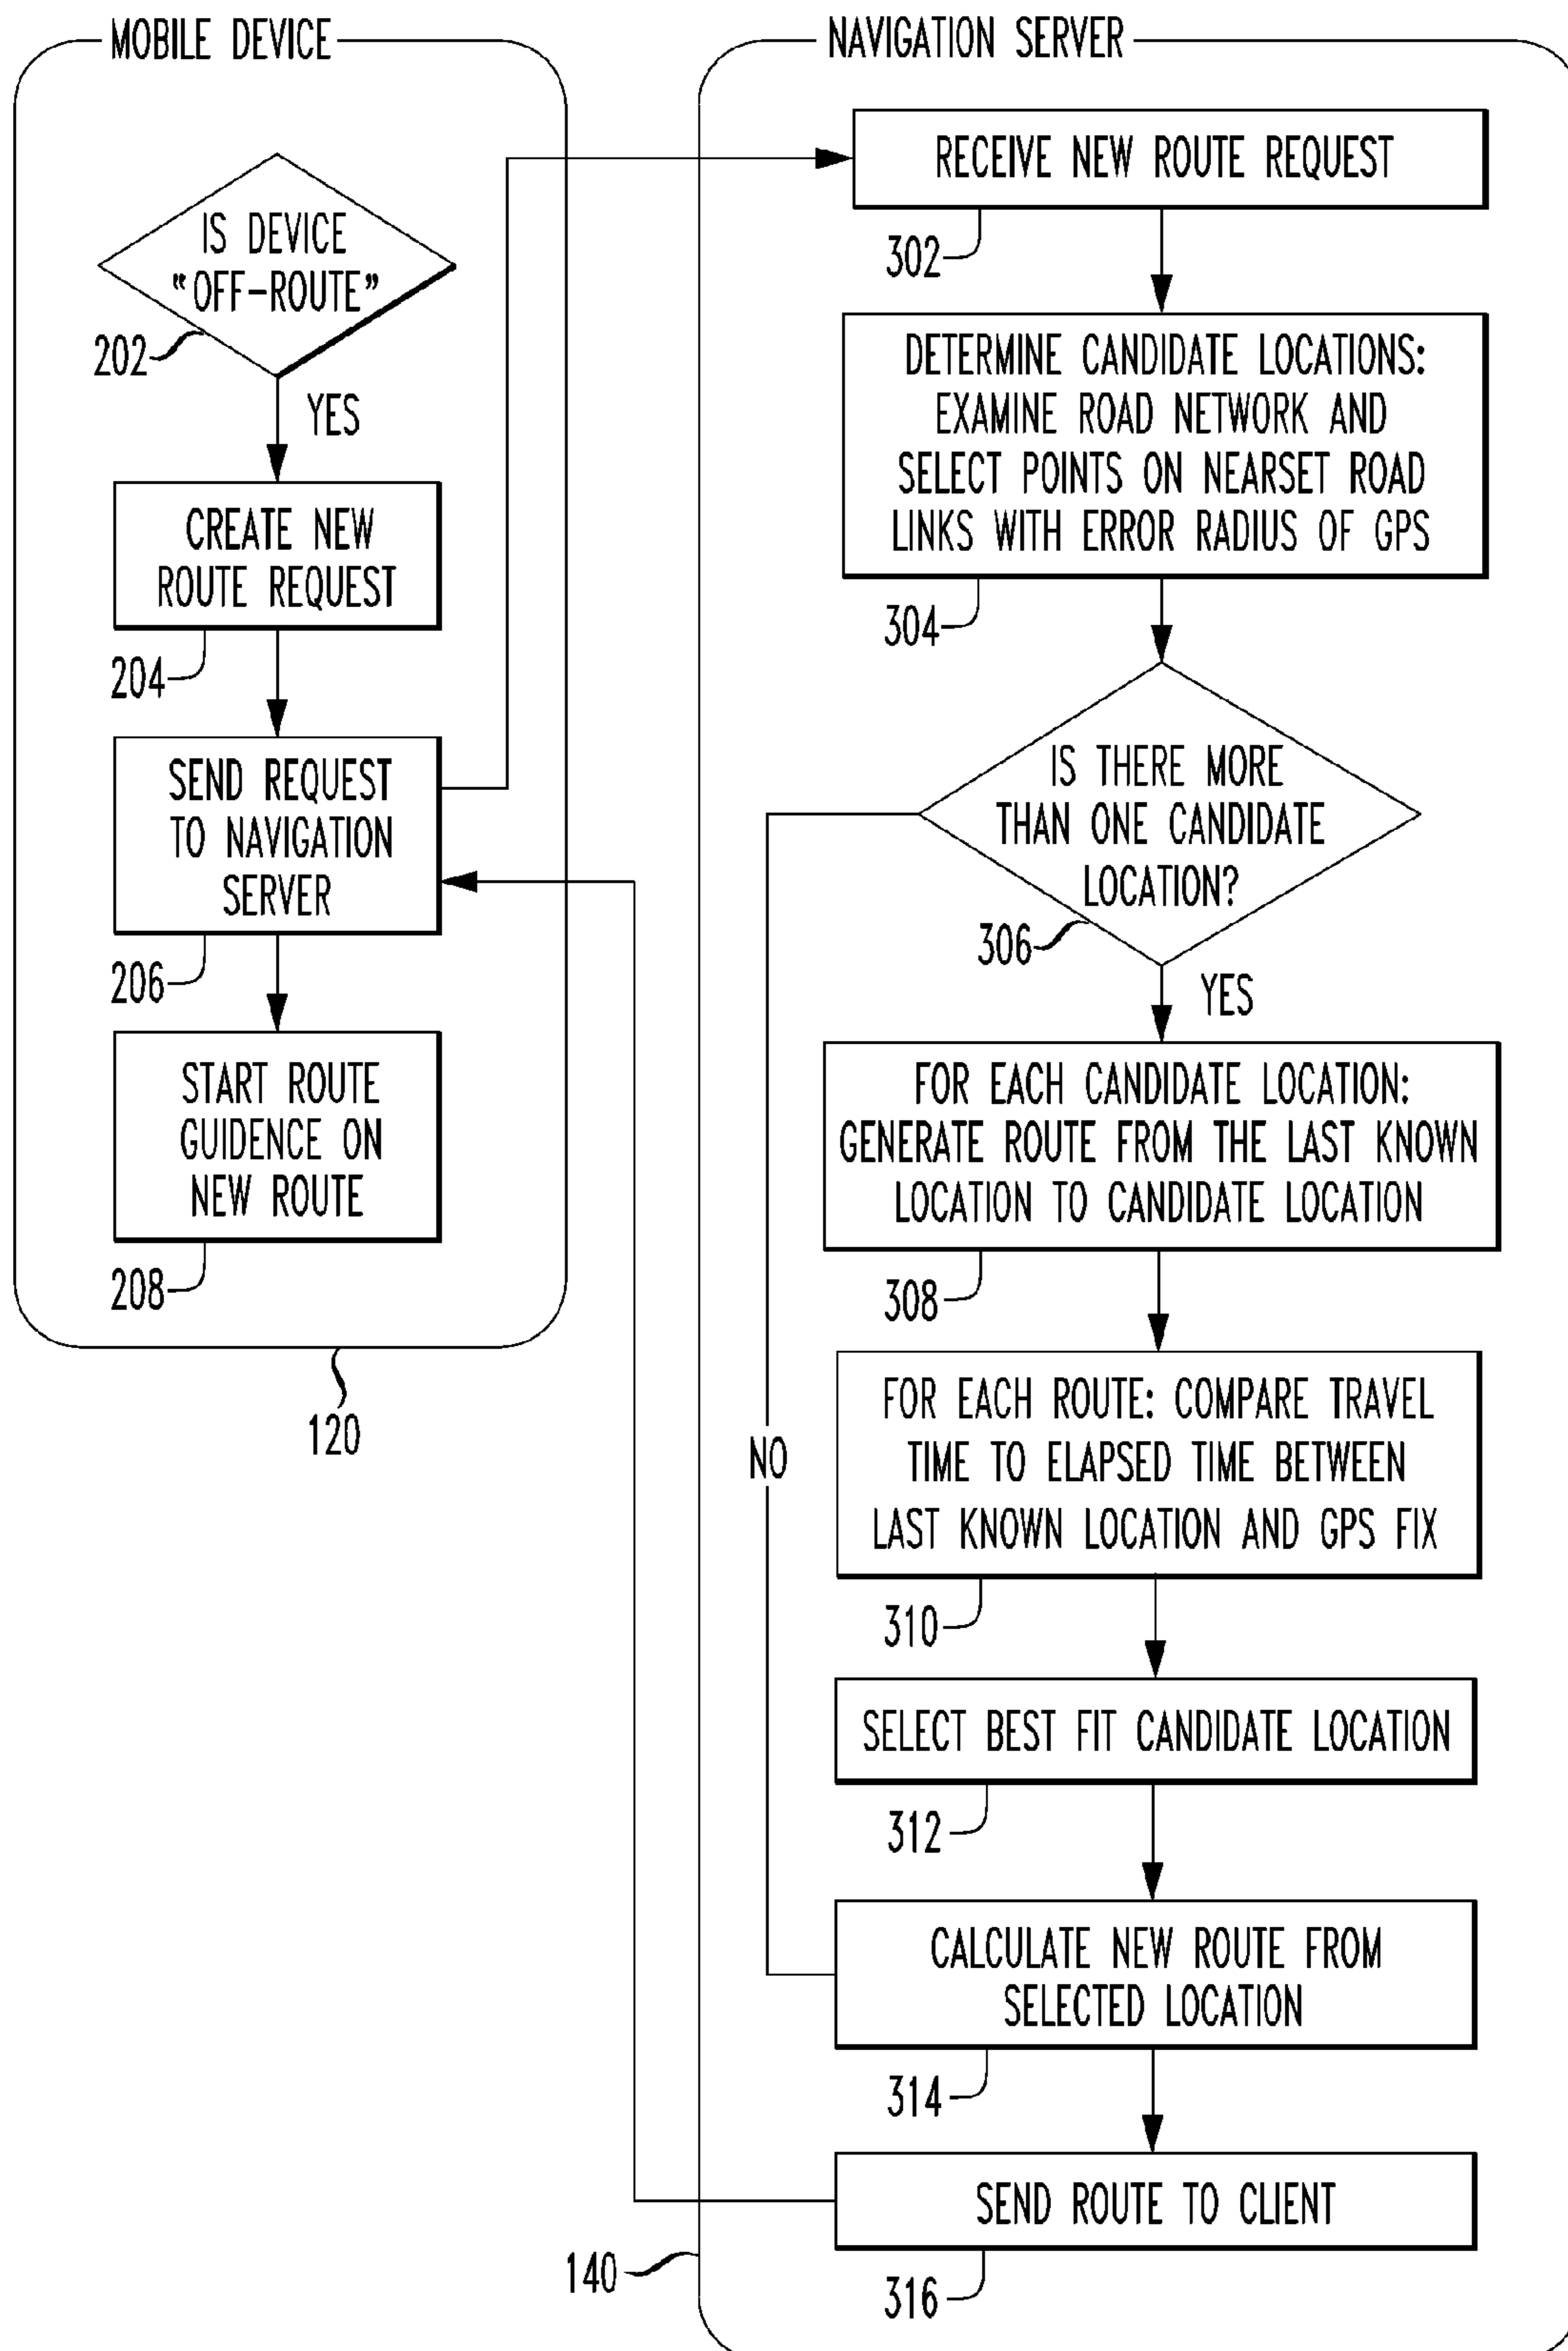 MOBILE DEVICE
IS DEVICE
“OFF-ROUTE”
202
YES
CREATE NEW
ROUTE REQUEST
204
SEND REQUEST
TO NAVIGATION
SERVER
206
START ROUTE
GUIDENCE ON
NEW ROUTE
208
120
NAVIGATION SERVER
RECEIVE NEW ROUTE REQUEST
302
DETERMINE CANDIDATE LOCATIONS:
EXAMINE ROAD NETWORK AND
SELECT POINTS ON NEARSET ROAD
LINKS WITH ERROR RADIUS OF GPS
304
IS THERE MORE
THAN ONE CANDIDATE
LOCATION?
306
YES
NO
FOR EACH CANDIDATE LOCATION:
GENERATE ROUTE FROM THE LAST KNOWN
LOCATION TO CANDIDATE LOCATION
308
FOR EACH ROUTE: COMPARE TRAVEL
TIME TO ELAPSED TIME BETWEEN
LAST KNOWN LOCATION AND GPS FIX
310
SELECT BEST FIT CANDIDATE LOCATION
312
CALCULATE NEW ROUTE FROM
SELECTED LOCATION
314
SEND ROUTE TO CLIENT
316
140